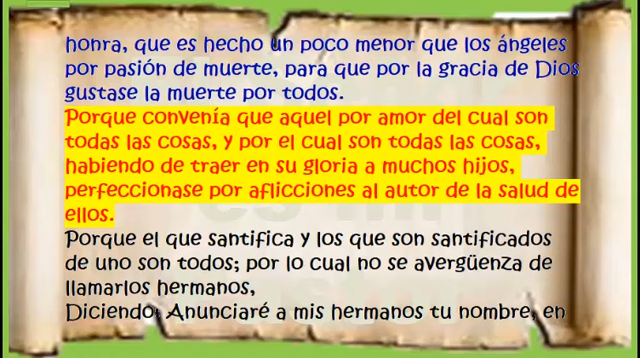 honra, que es hecho un poco menor que los ángeles
por pasión de muerte, para que por la gracia de Dios
gustase la muerte por todos.
Porque convenía que aquel por amor del cual son
todas las cosas, y por el cual son todas las cosas,
habiendo de traer en su gloria a muchos hijos,
perfeccionase por aflicciones al autor de la salud de
ellos.
Porque el que santifica y los que son santificados
de uno son todos; por lo cual no se avergüenza de
llamarlos hermanos,
Diciendo: Anunciaré a mis hermanos tu nombre, en